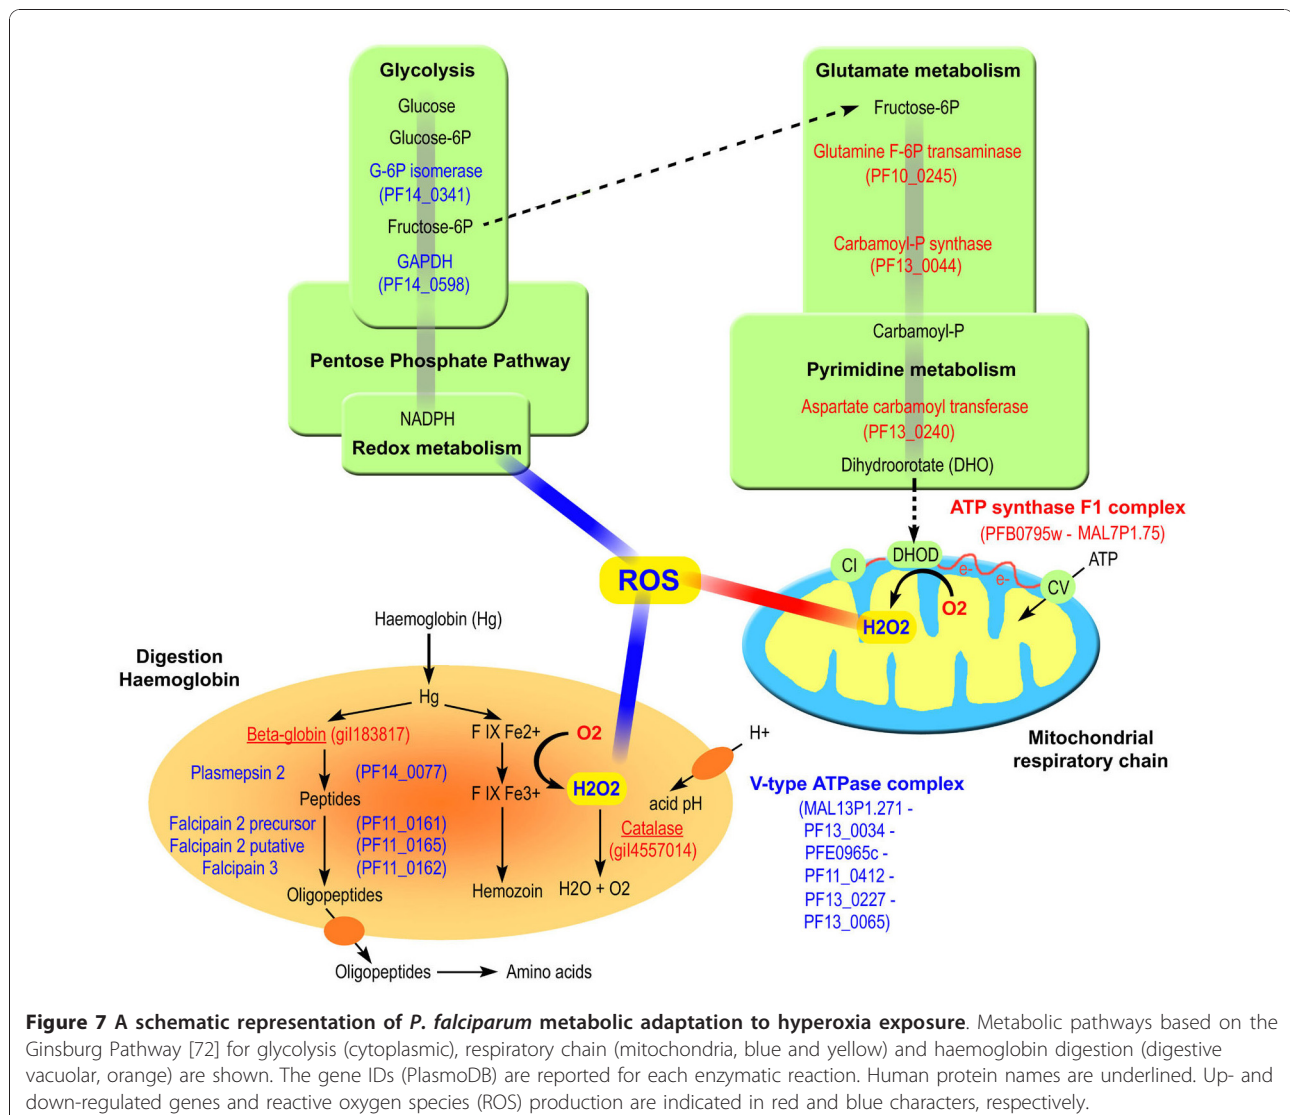 Glycolysis
Glucose
Glucose-6P
G-6P isomerase
(PF14_0341)
Fructose-6P
GAPDH
(PF14_0598)
Pentose Phosphate Pathway
NADPH
Redox metabolism
Glutamate metabolism
Fructose-6P
Glutamine F-6P transaminase
(PF10_0245)
Carbamoyl-P synthase
(PF13_0044)
Carbamoyl-P
Pyrimidine metabolism
Aspartate carbamoyl transferase
(PF13_0240)
Dihydroorotate (DHO)
ATP synthase F1 complex
(PFB0795w - MAL7P1.75)
ATP
CI
DHOD
e-
e-
CV
O2
H2O2
ROS
Mitochondrial
respiratory chain
Haemoglobin (Hg)
Digestion
Haemoglobin
Hg
Beta-globin (gil183817)
F IX Fe2+
O2
H+
Plasmepsin 2 (PF14_0077)
Peptides
F IX Fe3+
H2O2
acid pH
Falcipain 2 precursor (PF11_0161)
Falcipain 2 putative (PF11_0165)
Falcipain 3 (PF11_0162)
Catalase
(gil4557014)
Oligopeptides
Hemozoin
H2O + O2
Oligopeptides
Amino acids
V-type ATPase complex
(MAL13P1.271 -
PF13_0034 -
PFE0965c -
PF11_0412 -
PF13_0227 -
PF13_0065)
Figure 7 A schematic representation of P. falciparum metabolic adaptation to hyperoxia exposure. Metabolic pathways based on the
Ginsburg Pathway [72] for glycolysis (cytoplasmic), respiratory chain (mitochondria, blue and yellow) and haemoglobin digestion (digestive
vacuolar, orange) are shown. The gene IDs (PlasmoDB) are reported for each enzymatic reaction. Human protein names are underlined. Up- and
down-regulated genes and reactive oxygen species (ROS) production are indicated in red and blue characters, respectively.